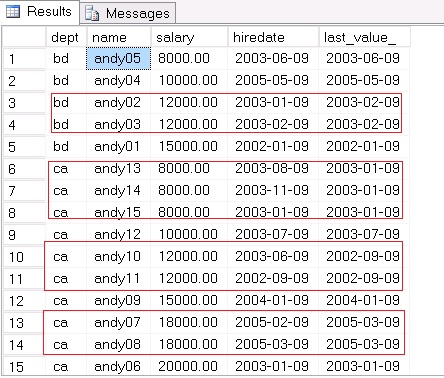 Results Messages
dept name salary hiredate last_value_
1 bd andy05 8000.00 2003-06-09 2003-06-09
2 bd andy04 10000.00 2005-05-09 2005-05-09
3 bd andy02 12000.00 2003-01-09 2003-02-09
4 bd andy03 12000.00 2003-02-09 2003-02-09
5 bd andy01 15000.00 2002-01-09 2002-01-09
6 ca andy13 8000.00 2003-08-09 2003-01-09
7 ca andy14 8000.00 2003-11-09 2003-01-09
8 ca andy15 8000.00 2003-01-09 2003-01-09
9 ca andy12 10000.00 2003-07-09 2003-07-09
10 ca andy10 12000.00 2003-06-09 2002-09-09
11 ca andy11 12000.00 2002-09-09 2002-09-09
12 ca andy09 15000.00 2004-01-09 2004-01-09
13 ca andy07 18000.00 2005-02-09 2005-03-09
14 ca andy08 18000.00 2005-03-09 2005-03-09
15 ca andy06 20000.00 2003-01-09 2003-01-09